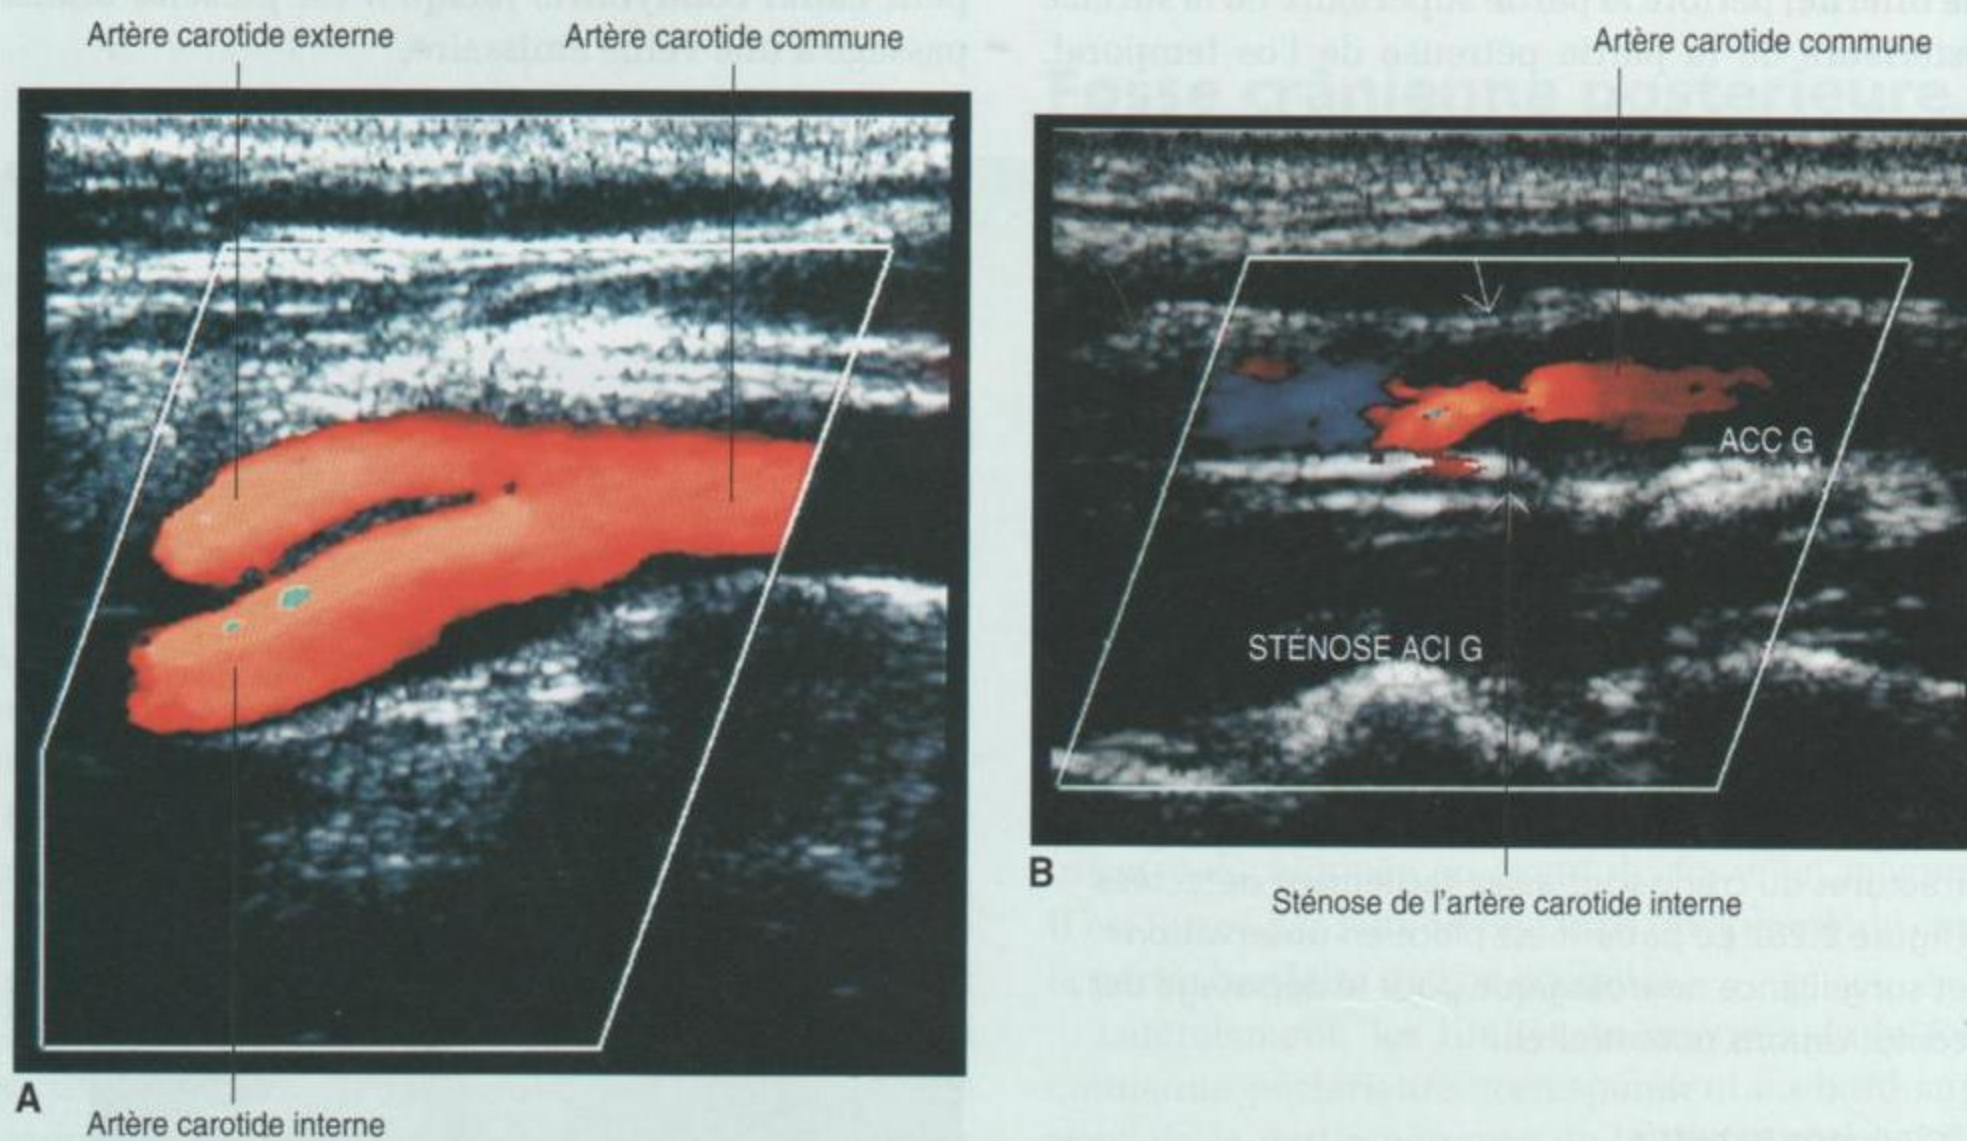 Artère carotide externe
Artère carotide commune
A
Artère carotide interne
Artère carotide commune
ACC G
STÉNOSE ACI G
B
Sténose de l'artère carotide interne